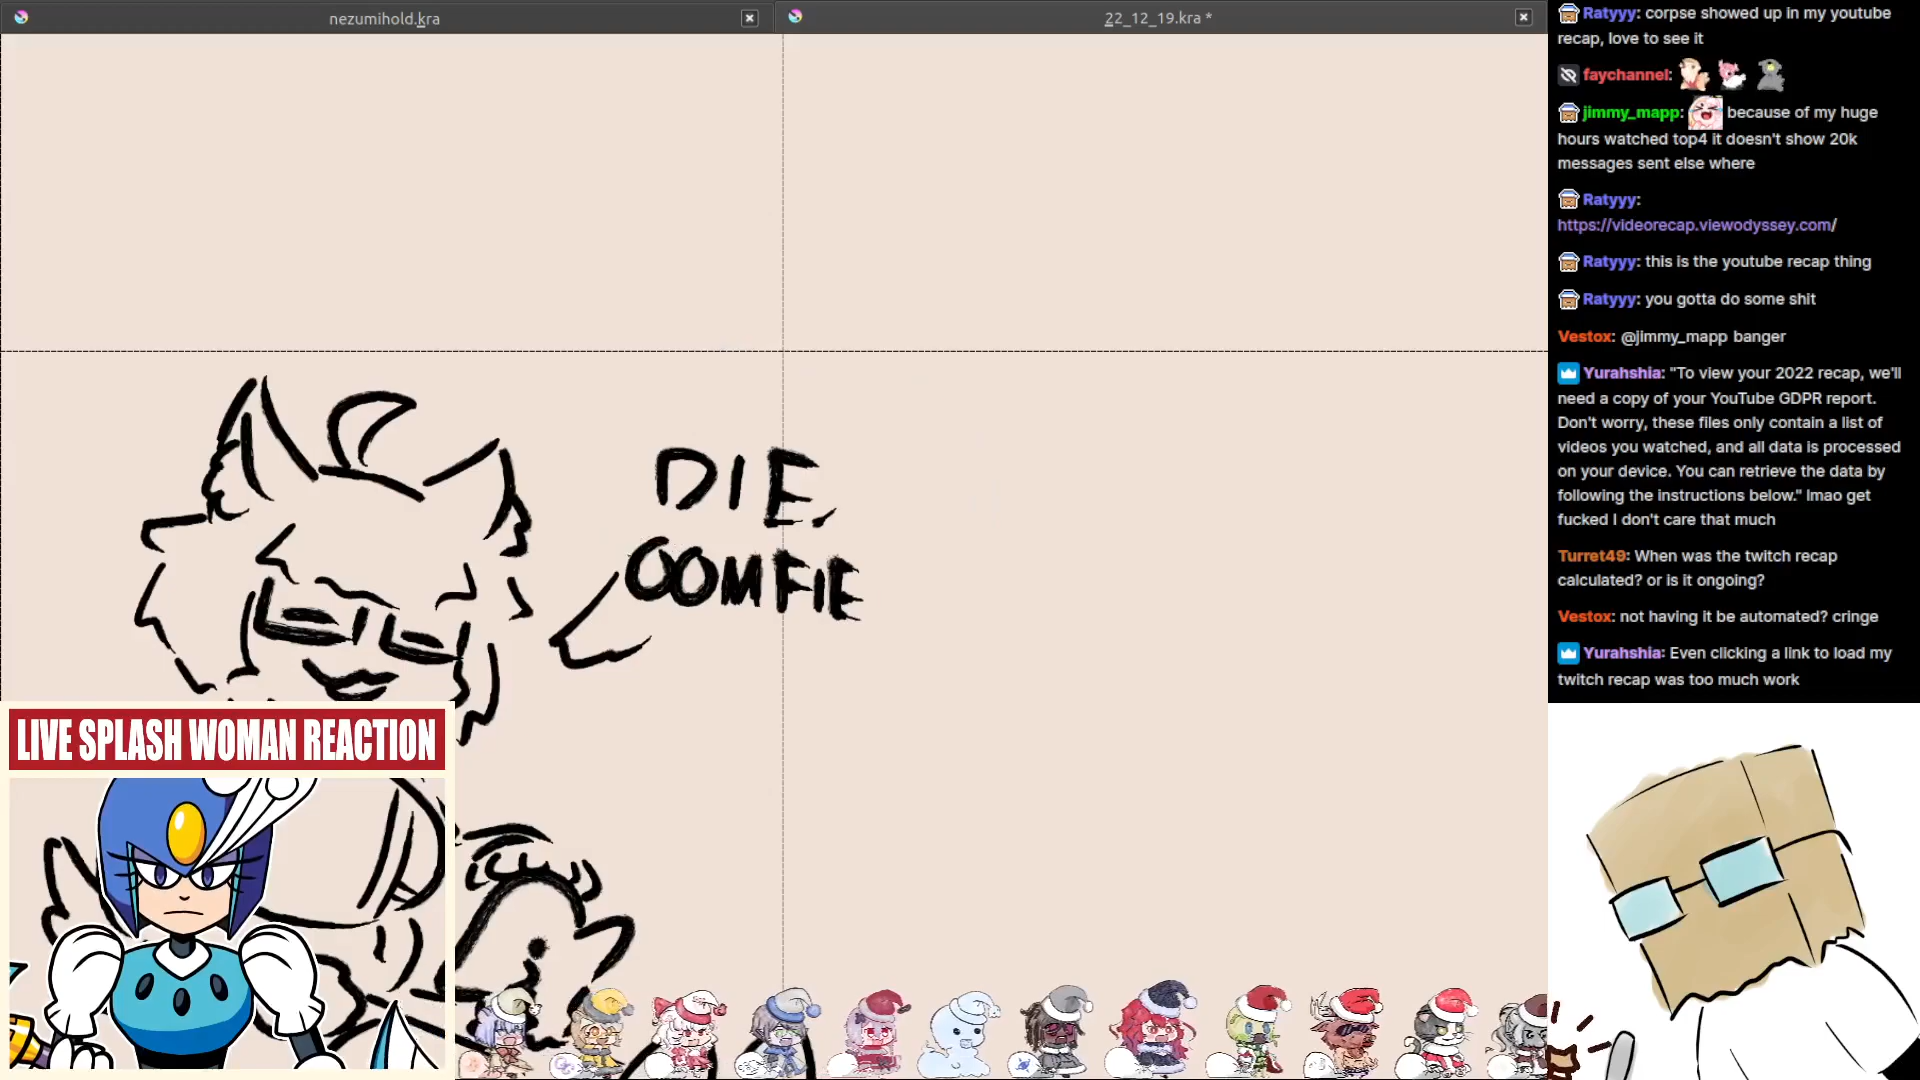 nezumihold.kra
22_12_19.kra *
Ratyyy: corpse showed up in my youtube
recap, love to see it
faychannel:
jimmy_mapp: because of my huge
hours watched top4 it doesn't show 20k
messages sent else where
Ratyyy:
https://videorecap.viewodyssey.com/
Ratyyy: this is the youtube recap thing
Ratyyy: you gotta do some shit
Vestox: @jimmy_mapp banger
Yurahshia: "To view your 2022 recap, we'll
need a copy of your YouTube GDPR report.
Don't worry, these files only contain a list of
videos you watched, and all data is processed
on your device. You can retrieve the data by
following the instructions below." lmao get
fucked I don't care that much
Turret49: When was the twitch recap
calculated? or is it ongoing?
Vestox: not having it be automated? cringe
Yurahshia: Even clicking a link to load my
twitch recap was too much work
DIE,
OOMFIE
LIVE SPLASH WOMAN REACTION